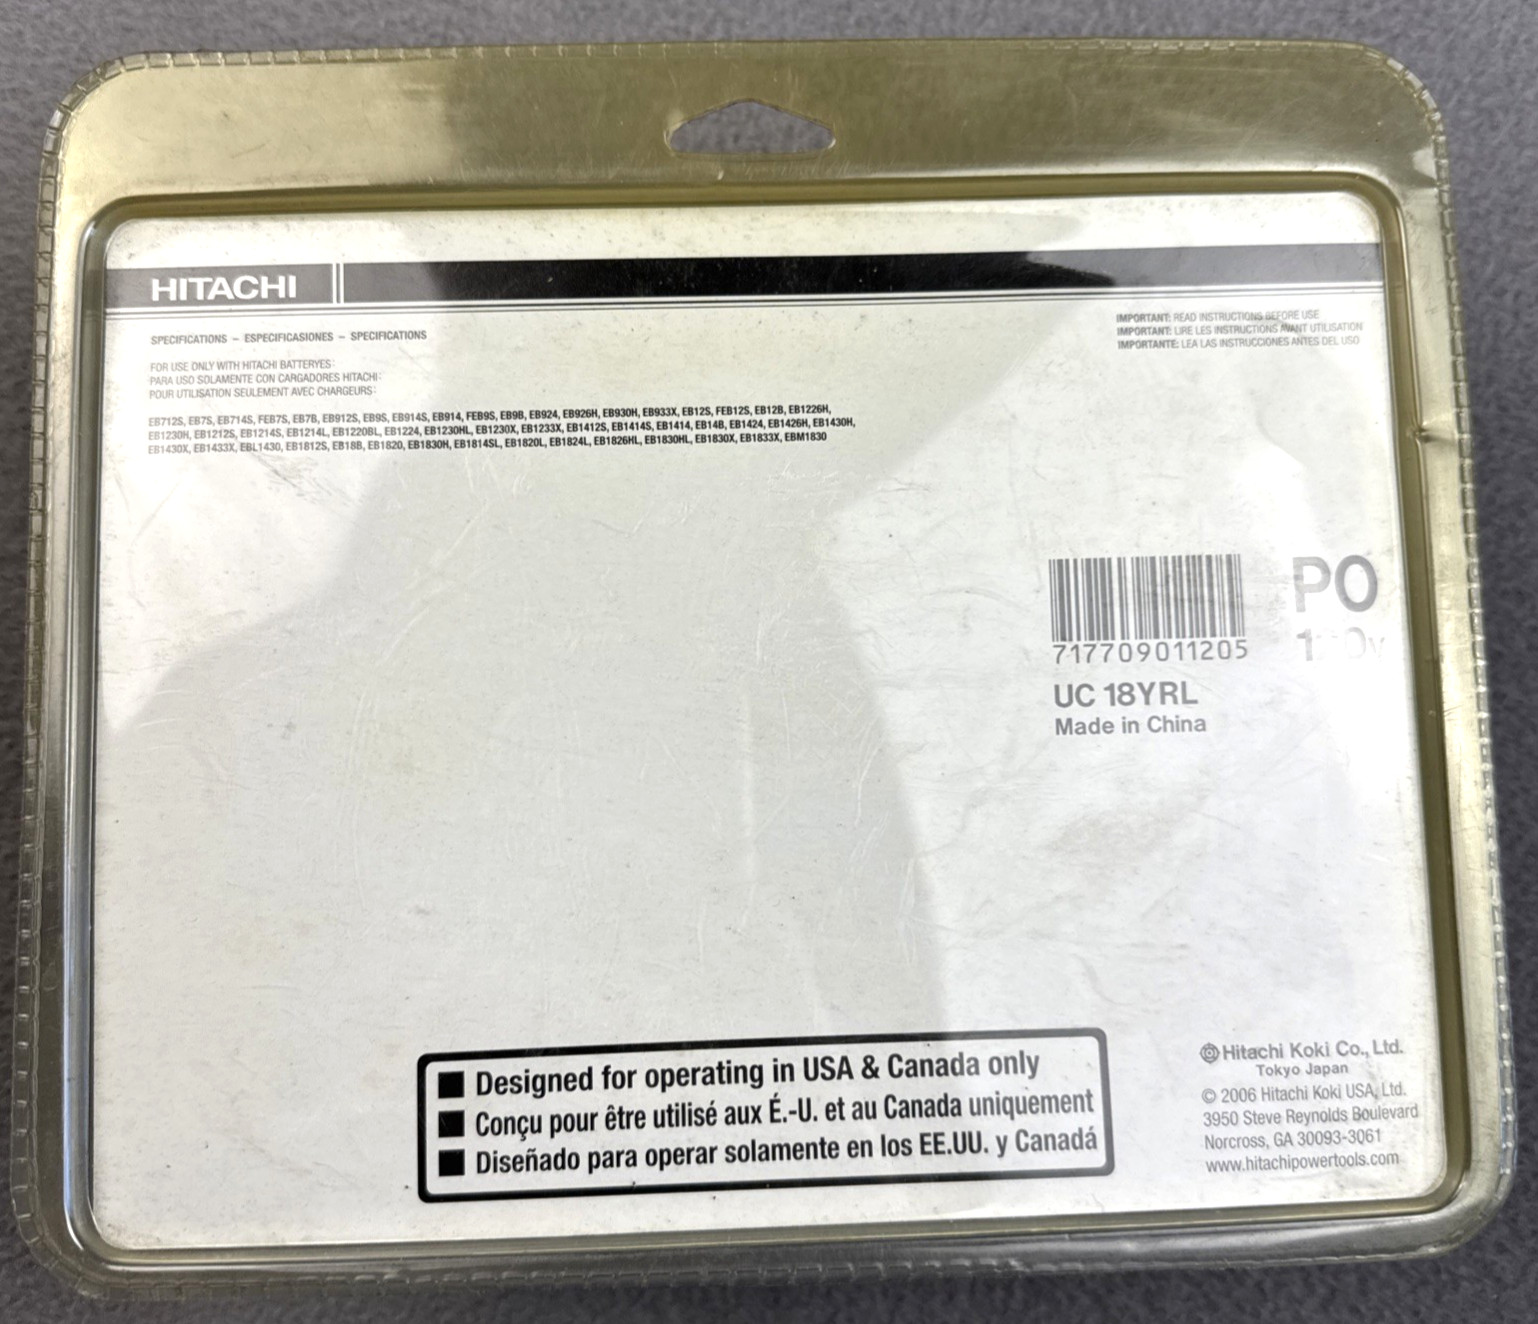 HITACHI
SPECIFICATIONS – ESPECIFICASIONES – SPECIFICATIONS
IMPORTANT: READ INSTRUCTIONS BEFORE USE
IMPORTANT: LIRE LES INSTRUCTIONS AVANT UTILISATION
IMPORTANTE: LEA LAS INSTRUCCIONES ANTES DEL USO
FOR USE ONLY WITH HITACHI BATTERYES:
PARA USO SOLAMENTE CON CARGADORES HITACHI:
POUR UTILISATION SEULEMENT AVEC CHARGEURS:
EB712S, EB7S, EB714S, FEB7S, EB7B, EB912S, EB9S, EB914S, EB914, FEB9S, EB9B, EB924, EB926H, EB930H, EB933X, EB12S, FEB12S, EB12B, EB1226H,
EB1230H, EB1212S, EB1214S, EB1214L, EB1220BL, EB1224, EB1230HL, EB1230X, EB1233X, EB1412S, EB1414S, EB1414, EB14B, EB1424, EB1426H, EB1430H,
EB1430X, EB1433X, EBL1430, EB1812S, EB18B, EB1820, EB1830H, EB1814SL, EB1820L, EB1824L, EB1826HL, EB1830HL, EB1830X, EB1833X, EBM1830
PO
717709011205
UC 18YRL
Made in China
Designed for operating in USA & Canada only
Conçu pour être utilisé aux É.-U. et au Canada uniquement
Diseñado para operar solamente en los EE.UU. y Canadá
Hitachi Koki Co., Ltd.
Tokyo Japan
© 2006 Hitachi Koki USA, Ltd.
3950 Steve Reynolds Boulevard
Norcross, GA 30093-3061
www.hitachipowertools.com